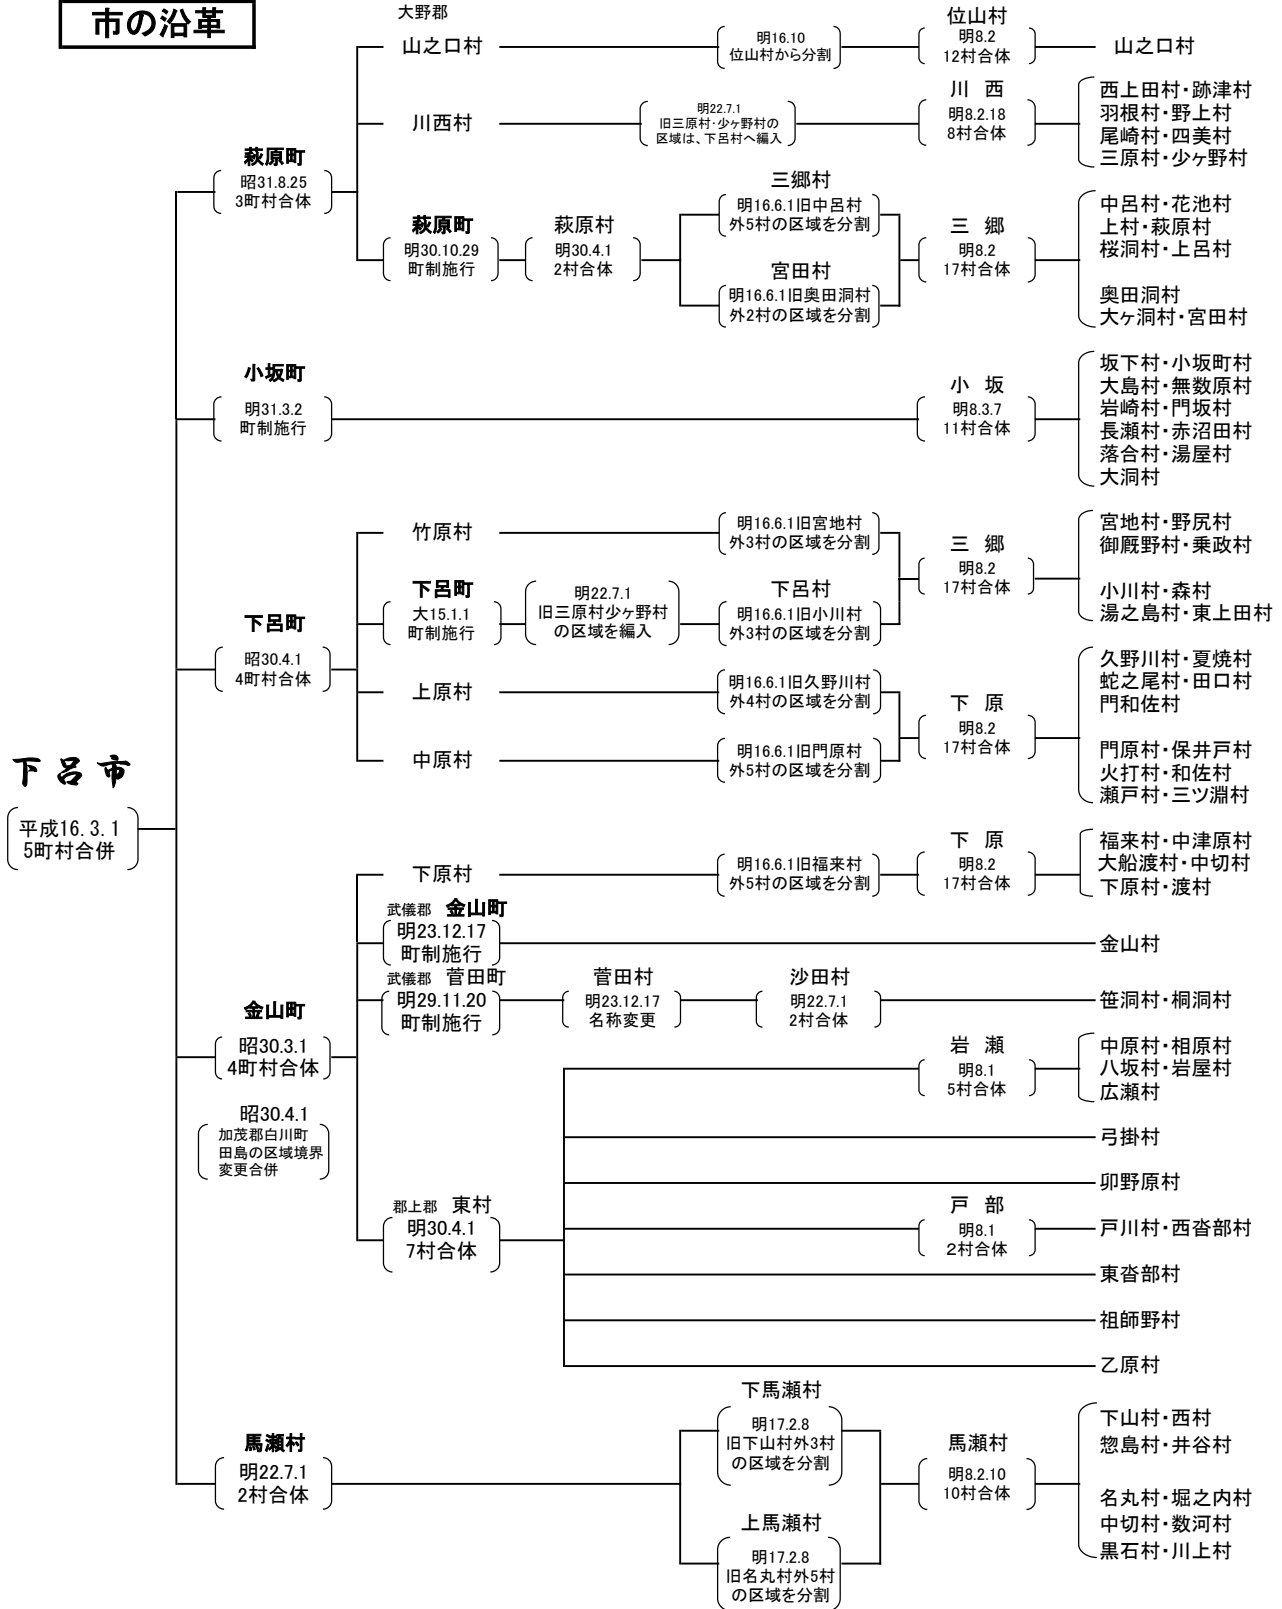 市の沿革
大野郡
山之口村
明16.10
位山村から分割
位山村
明8.2
12村合体
山之口村
川西村
明22.7.1
旧三原村・少ヶ野村の
区域は、下呂村へ編入
川 西
明8.2.18
8村合体
西上田村・跡津村
羽根村・野上村
尾崎村・四美村
三原村・少ヶ野村
萩原町
昭31.8.25
3町村合体
萩原町
明30.10.29
町制施行
萩原村
明30.4.1
2村合体
三郷村
明16.6.1旧中呂村
外5村の区域を分割
宮田村
明16.6.1旧奥田洞村
外2村の区域を分割
三 郷
明8.2
17村合体
中呂村・花池村
上村・萩原村
桜洞村・上呂村
奥田洞村
大ヶ洞村・宮田村
小坂町
明31.3.2
町制施行
小 坂
明8.3.7
11村合体
坂下村・小坂町村
大島村・無数原村
岩崎村・門坂村
長瀬村・赤沼田村
落合村・湯屋村
大洞村
下呂町
昭30.4.1
4町村合体
竹原村
明16.6.1旧宮地村
外3村の区域を分割
下呂町
大15.1.1
町制施行
明22.7.1
旧三原村少ヶ野村
の区域を編入
下呂村
明16.6.1旧小川村
外3村の区域を分割
三 郷
明8.2
17村合体
宮地村・野尻村
御厩野村・乗政村
小川村・森村
湯之島村・東上田村
上原村
明16.6.1旧久野川村
外4村の区域を分割
中原村
明16.6.1旧門原村
外5村の区域を分割
下 原
明8.2
17村合体
久野川村・夏焼村
蛇之尾村・田口村
門和佐村
門原村・保井戸村
火打村・和佐村
瀬戸村・三ツ淵村
下呂市
平成16.3.1
5町村合併
下原村
明16.6.1旧福来村
外5村の区域を分割
下 原
明8.2
17村合体
福来村・中津原村
大船渡村・中切村
下原村・渡村
武儀郡 金山町
明23.12.17
町制施行
金山村
武儀郡 菅田町
明29.11.20
町制施行
菅田村
明23.12.17
名称変更
沙田村
明22.7.1
2村合体
笹洞村・桐洞村
金山町
昭30.3.1
4町村合体
昭30.4.1
加茂郡白川町
田島の区域境界
変更合併
郡上郡 東村
明30.4.1
7村合体
岩 瀬
明8.1
5村合体
中原村・相原村
八坂村・岩屋村
広瀬村
弓掛村
卯野原村
戸 部
明8.1
2村合体
戸川村・西沓部村
東沓部村
祖師野村
乙原村
馬瀬村
明22.7.1
2村合体
下馬瀬村
明17.2.8
旧下山村外3村
の区域を分割
上馬瀬村
明17.2.8
旧名丸村外5村
の区域を分割
馬瀬村
明8.2.10
10村合体
下山村・西村
惣島村・井谷村
名丸村・堀之内村
中切村・数河村
黒石村・川上村